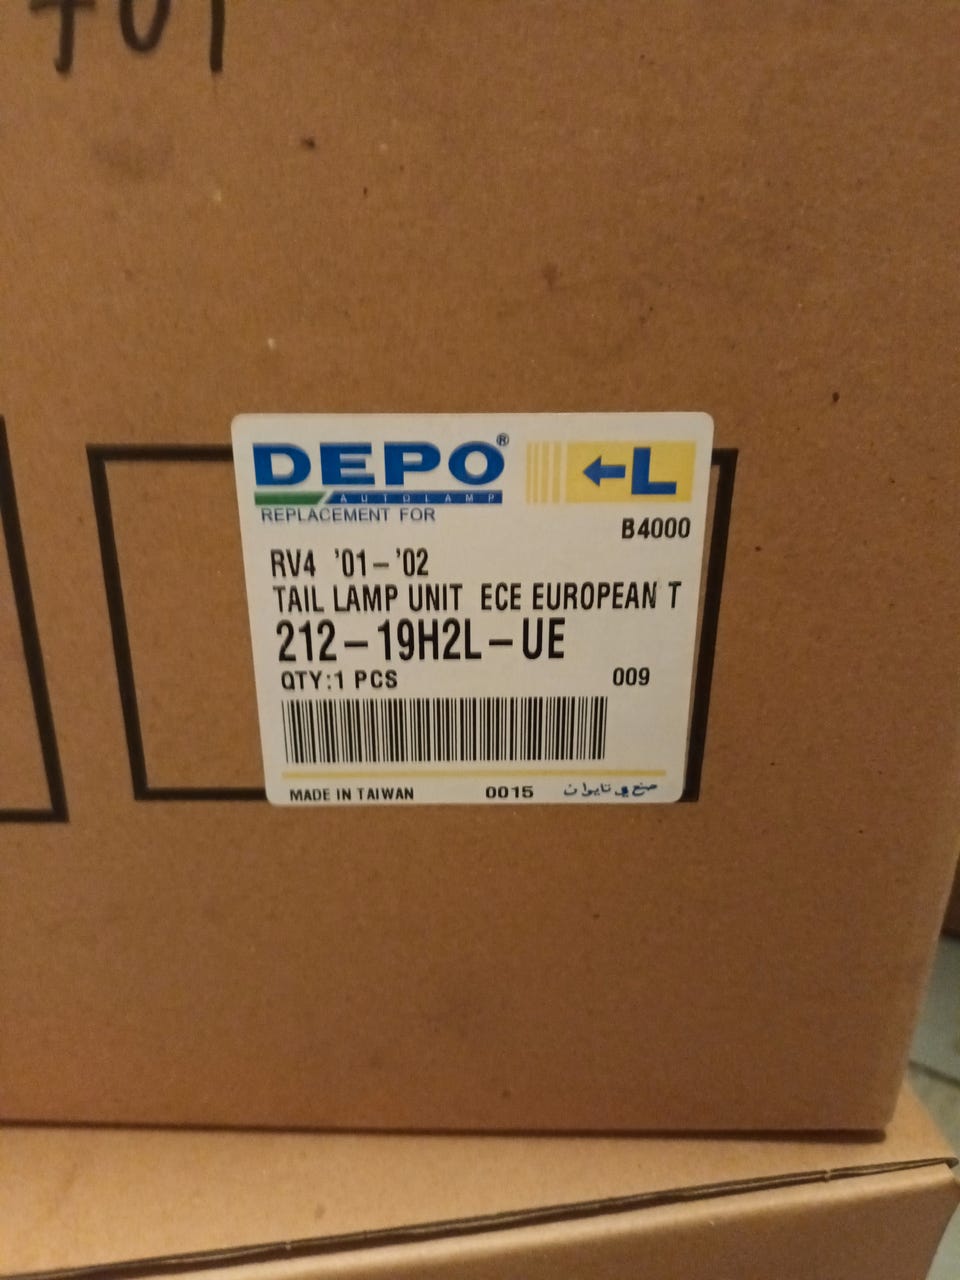 401
DEPO®
AUTOLAMP
REPLACEMENT FOR
←L
B4000
RV4 '01-'02
TAIL LAMP UNIT ECE EUROPEAN T
212-19H2L-UE
QTY:1 PCS 009
MADE IN TAIWAN 0015 صنع في تايوان